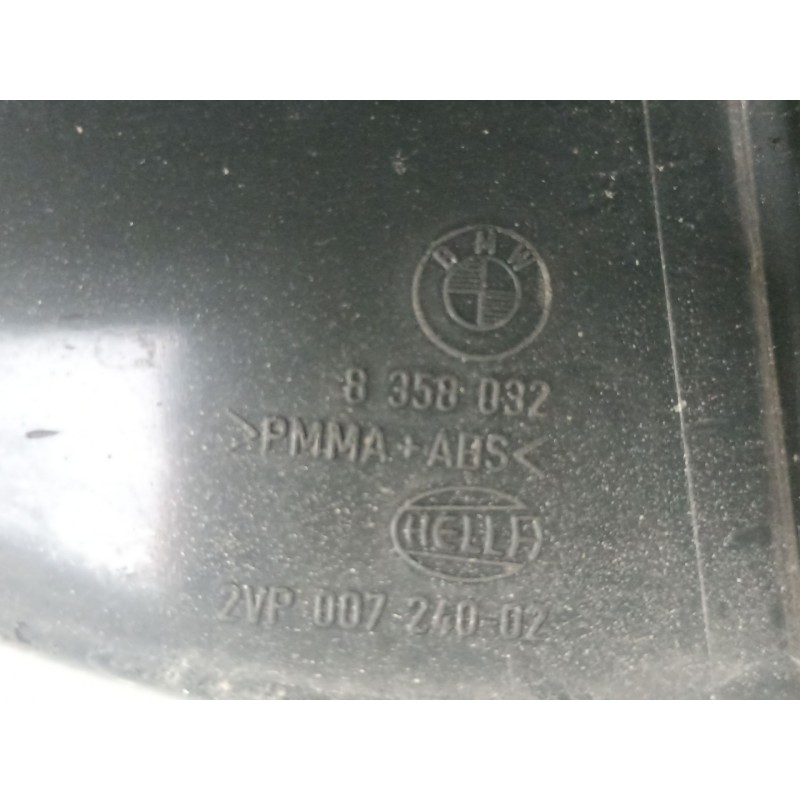 BMW
8 358 032
>PMMA+ABS<
HELLA
2VP 007 240-02